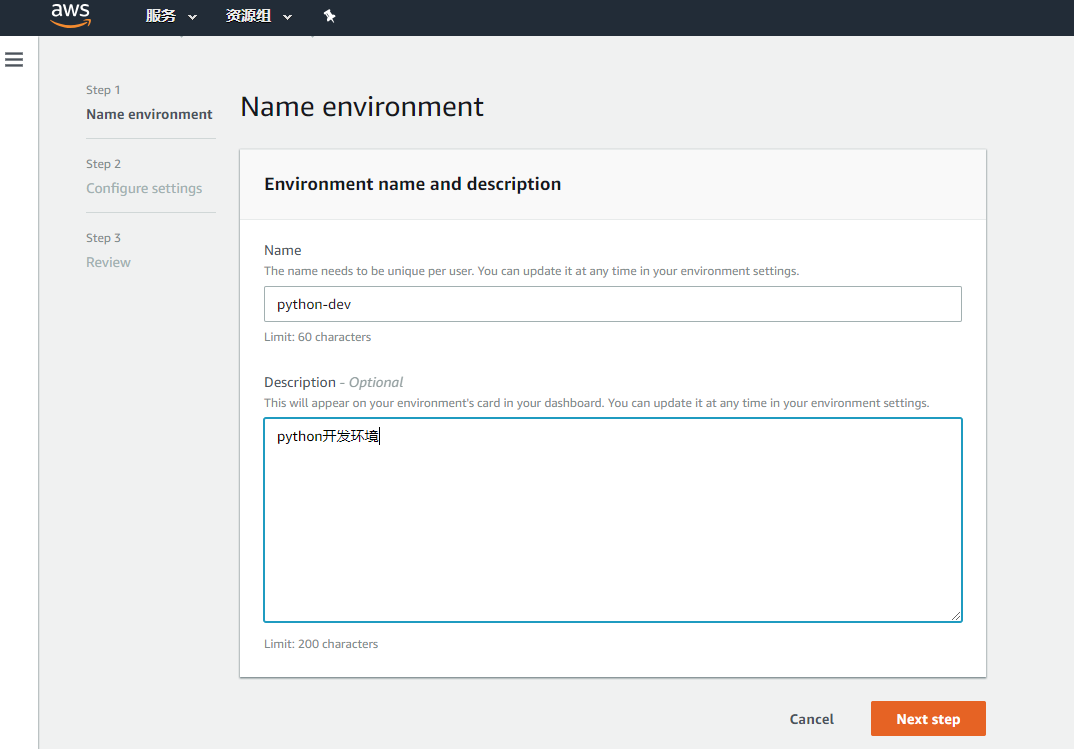 aws 服务 资源组
Step 1
Name environment
Step 2
Configure settings
Step 3
Review
Name environment
Environment name and description
Name
The name needs to be unique per user. You can update it at any time in your environment settings.
python-dev
Limit: 60 characters
Description - Optional
This will appear on your environment's card in your dashboard. You can update it at any time in your environment settings.
python开发环境
Limit: 200 characters
Cancel Next step